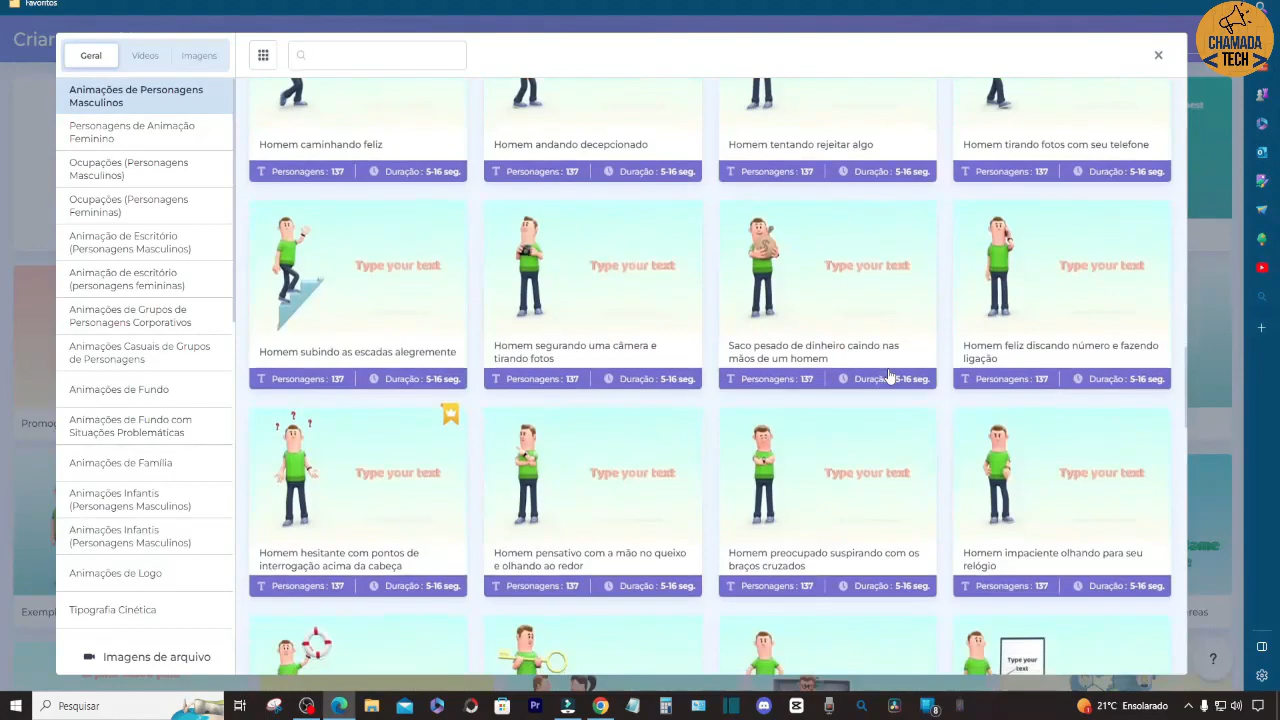 Favoritos
Criar
CHAMADA
< TECH >
Geral
Vídeos
Imagens
Animações de Personagens
Masculinos
Personagens de Animação
Feminino
Ocupações (Personagens
Masculinos)
Ocupações (Personagens
Femininas)
Animação de Escritório
(Personagens Masculinos)
Animação de escritório
(personagens femininas)
Animações de Grupos de
Personagens Corporativos
Animações Casuais de Grupos
de Personagens
Animações de Fundo
Animações de Fundo com
Situações Problemáticas
Animações de Família
Animações Infantis
(Personagens Masculinos)
Animações Infantis
(Personagens Masculinos)
Animações de Logo
Tipografia Cinética
Imagens de arquivo
Homem caminhando feliz
Homem andando decepcionado
Homem tentando rejeitar algo
Homem tirando fotos com seu telefone
Personagens : 137 Duração : 5-16 seg.
Personagens : 137 Duração : 5-16 seg.
Personagens : 137 Duração : 5-16 seg.
Personagens : 137 Duração : 5-16 seg.
Type your text
Type your text
Type your text
Type your text
Homem subindo as escadas alegremente
Homem segurando uma câmera e
tirando fotos
Saco pesado de dinheiro caindo nas
mãos de um homem
Homem feliz discando número e fazendo
ligação
Personagens : 137 Duração : 5-16 seg.
Personagens : 137 Duração : 5-16 seg.
Personagens : 137 Duração : 5-16 seg.
Personagens : 137 Duração : 5-16 seg.
? ? ?
Type your text
Type your text
Type your text
Type your text
Homem hesitante com pontos de
interrogação acima da cabeça
Homem pensativo com a mão no queixo
e olhando ao redor
Homem preocupado suspirando com os
braços cruzados
Homem impaciente olhando para seu
relógio
Personagens : 137 Duração : 5-16 seg.
Personagens : 137 Duração : 5-16 seg.
Personagens : 137 Duração : 5-16 seg.
Personagens : 137 Duração : 5-16 seg.
Type your
text
Promo
Exemp
?
Pesquisar
Pr
8
21°C Ensolarado